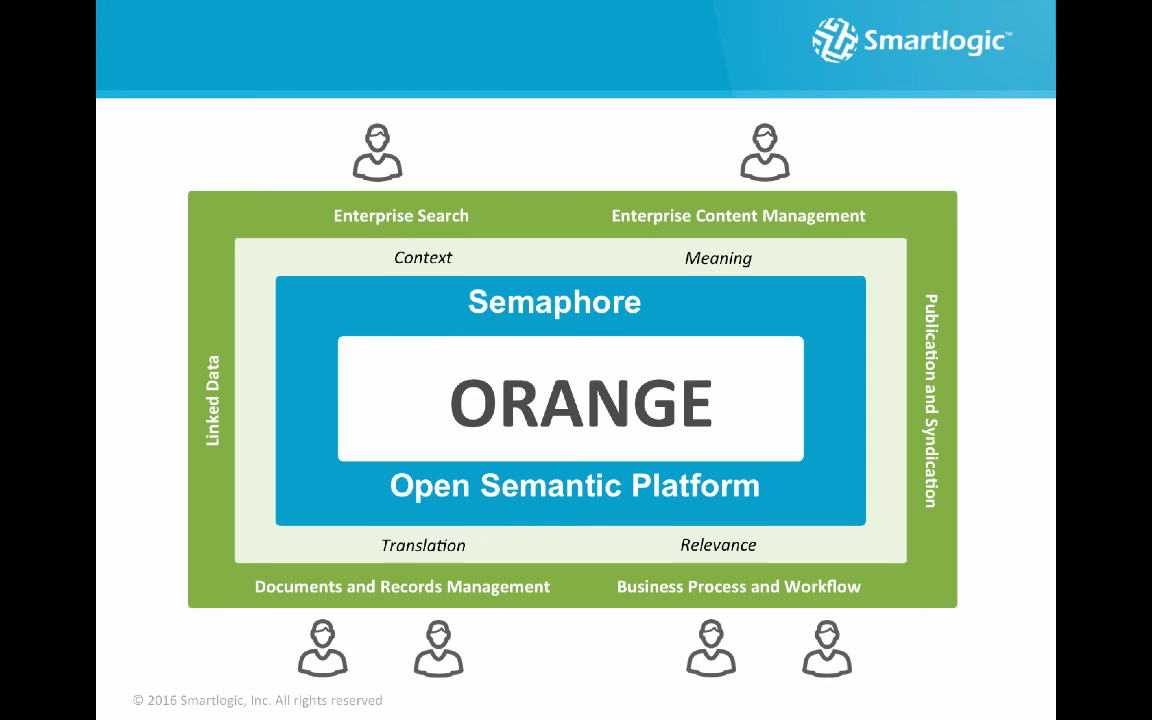 Smartlogic™
Enterprise Search
Enterprise Content Management
Context
Meaning
Semaphore
Linked Data
ORANGE
Publication and Syndication
Open Semantic Platform
Translation
Relevance
Documents and Records Management
Business Process and Workflow
© 2016 Smartlogic, Inc. All rights reserved